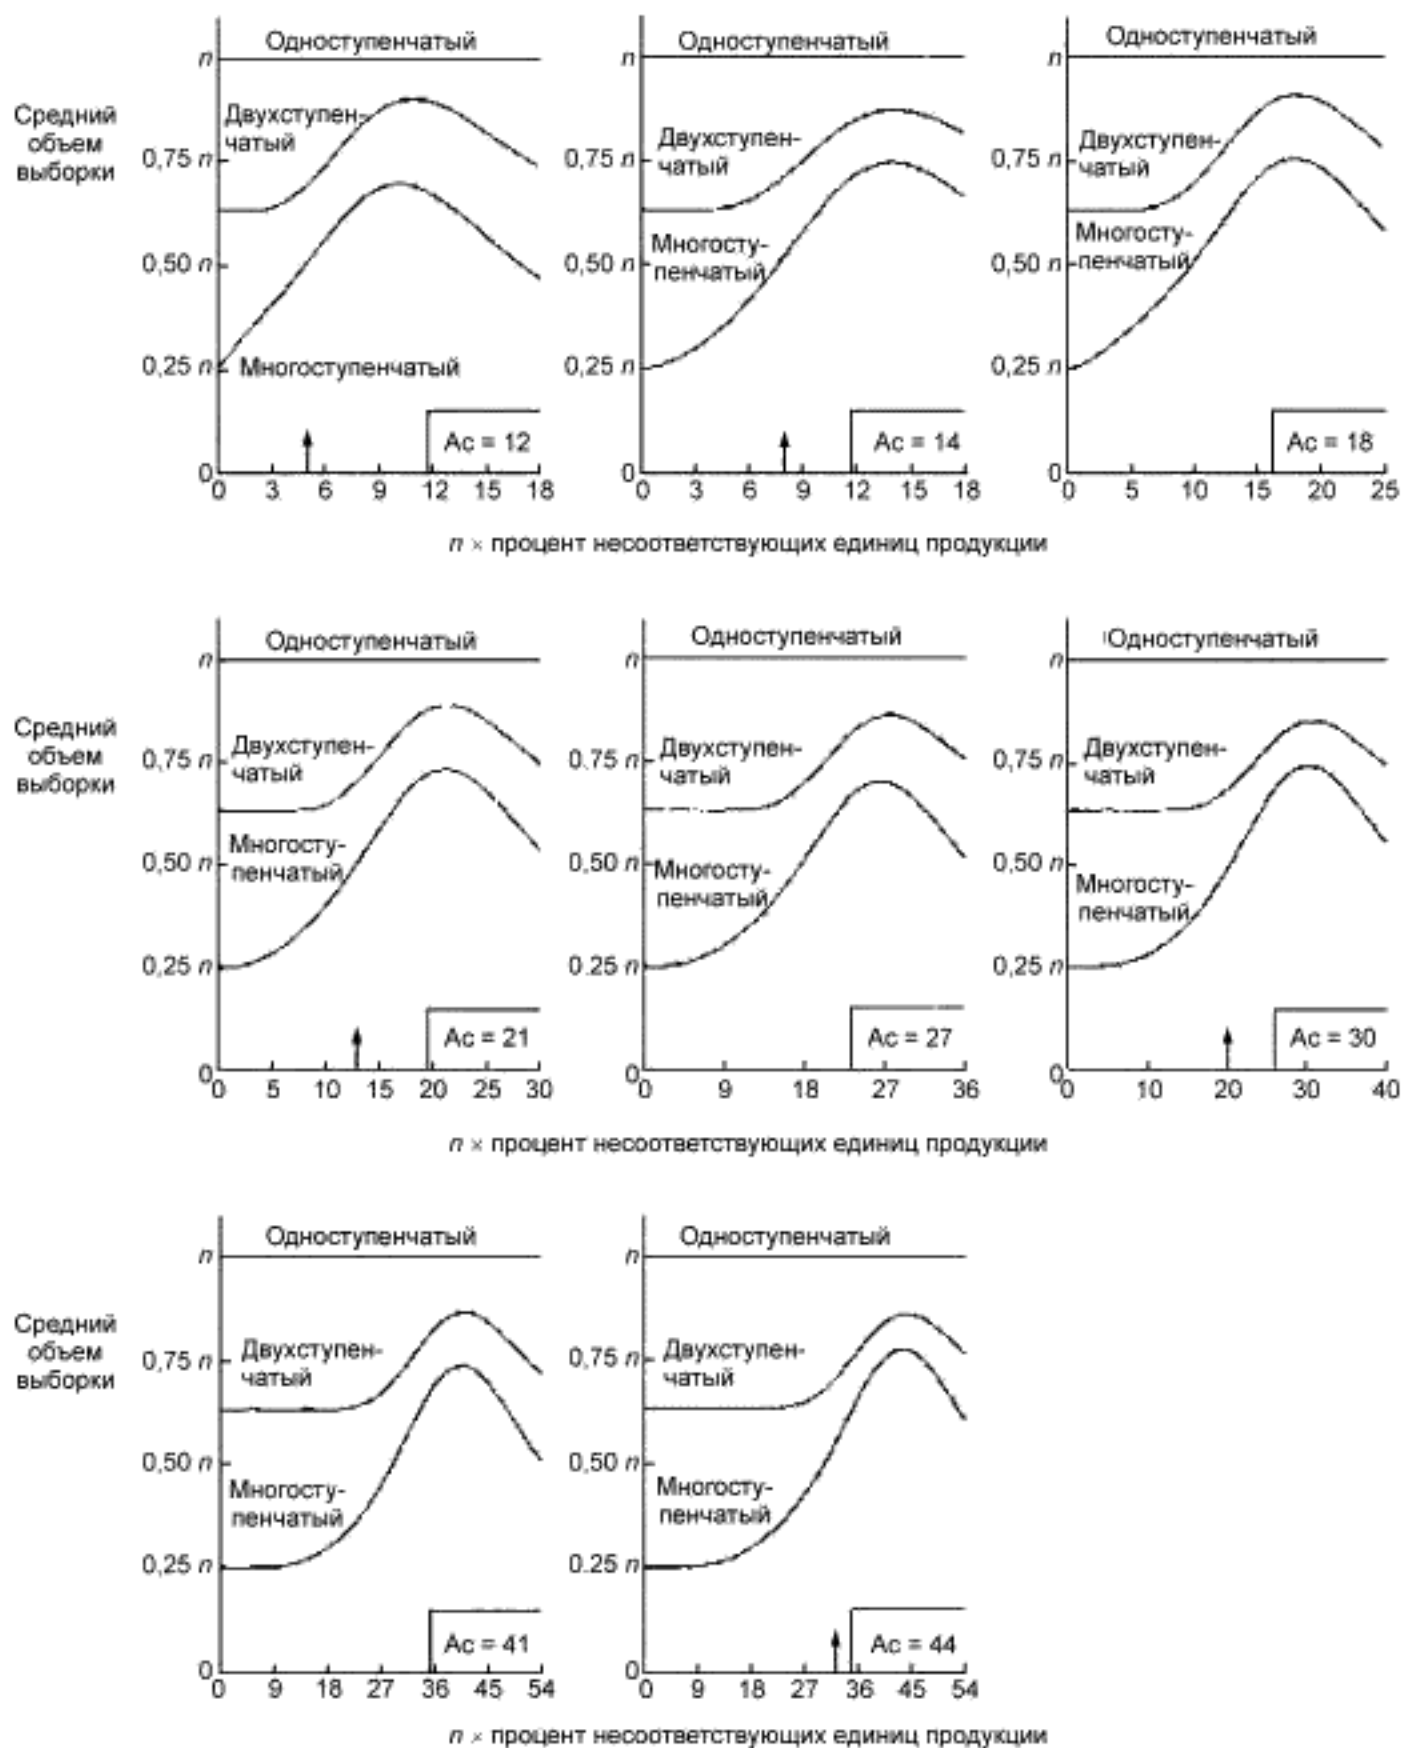 Одноступенчатый Одноступенчатый Одноступенчатый
n n n
Средний
объем
выборки
Двухступен-
чатый
Двухступен-
чатый
Двухступен-
чатый
0,75 n 0,75 n 0,75 n
Многосту-
пенчатый
Многосту-
пенчатый
0,50 n 0,50 n 0,50 n
0,25 n Многоступенчатый 0,25 n 0,25 n
Ac = 12 Ac = 14 Ac = 18
0 0 0
0 3 6 9 12 15 18 0 3 6 9 12 15 18 0 5 10 15 20 25
n × процент несоответствующих единиц продукции
Одноступенчатый Одноступенчатый Одноступенчатый
n n n
Средний
объем
выборки
Двухступен-
чатый
Двухступен-
чатый
Двухступен-
чатый
0,75 n 0,75 n 0,75 n
Многосту-
пенчатый
Многосту-
пенчатый
Многосту-
пенчатый
0,50 n 0,50 n 0,50 n
0,25 n 0,25 n 0,25 n
Ac = 21 Ac = 27 Ac = 30
0 0 0
0 5 10 15 20 25 30 0 9 18 27 36 0 10 20 30 40
n × процент несоответствующих единиц продукции
Одноступенчатый Одноступенчатый
n n
Средний
объем
выборки
Двухступен-
чатый
Двухступен-
чатый
0,75 n 0,75 n
0,50 n 0,50 n
Многосту-
пенчатый
Многосту-
пенчатый
0,25 n 0,25 n
Ac = 41 Ac = 44
0 0
0 9 18 27 36 45 54 0 9 18 27 36 45 54
n × процент несоответствующих единиц продукции